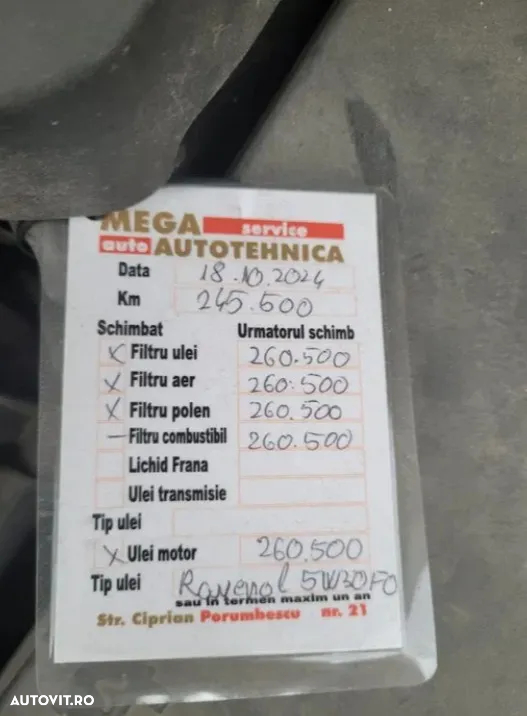 MEGA service
auto AUTOTEHNICA
Data 18.10.2024
Km 245.500
Schimbat Urmatorul schimb
X Filtru ulei 260.500
X Filtru aer 260.500
X Filtru polen 260.500
— Filtru combustibil 260.500
Lichid Frana
Ulei transmisie
Tip ulei
X Ulei motor 260.500
Tip ulei Ravenol 5W30FO
sau in termen maxim un an
Str. Ciprian Porumbescu nr. 21
AUTOVIT.RO